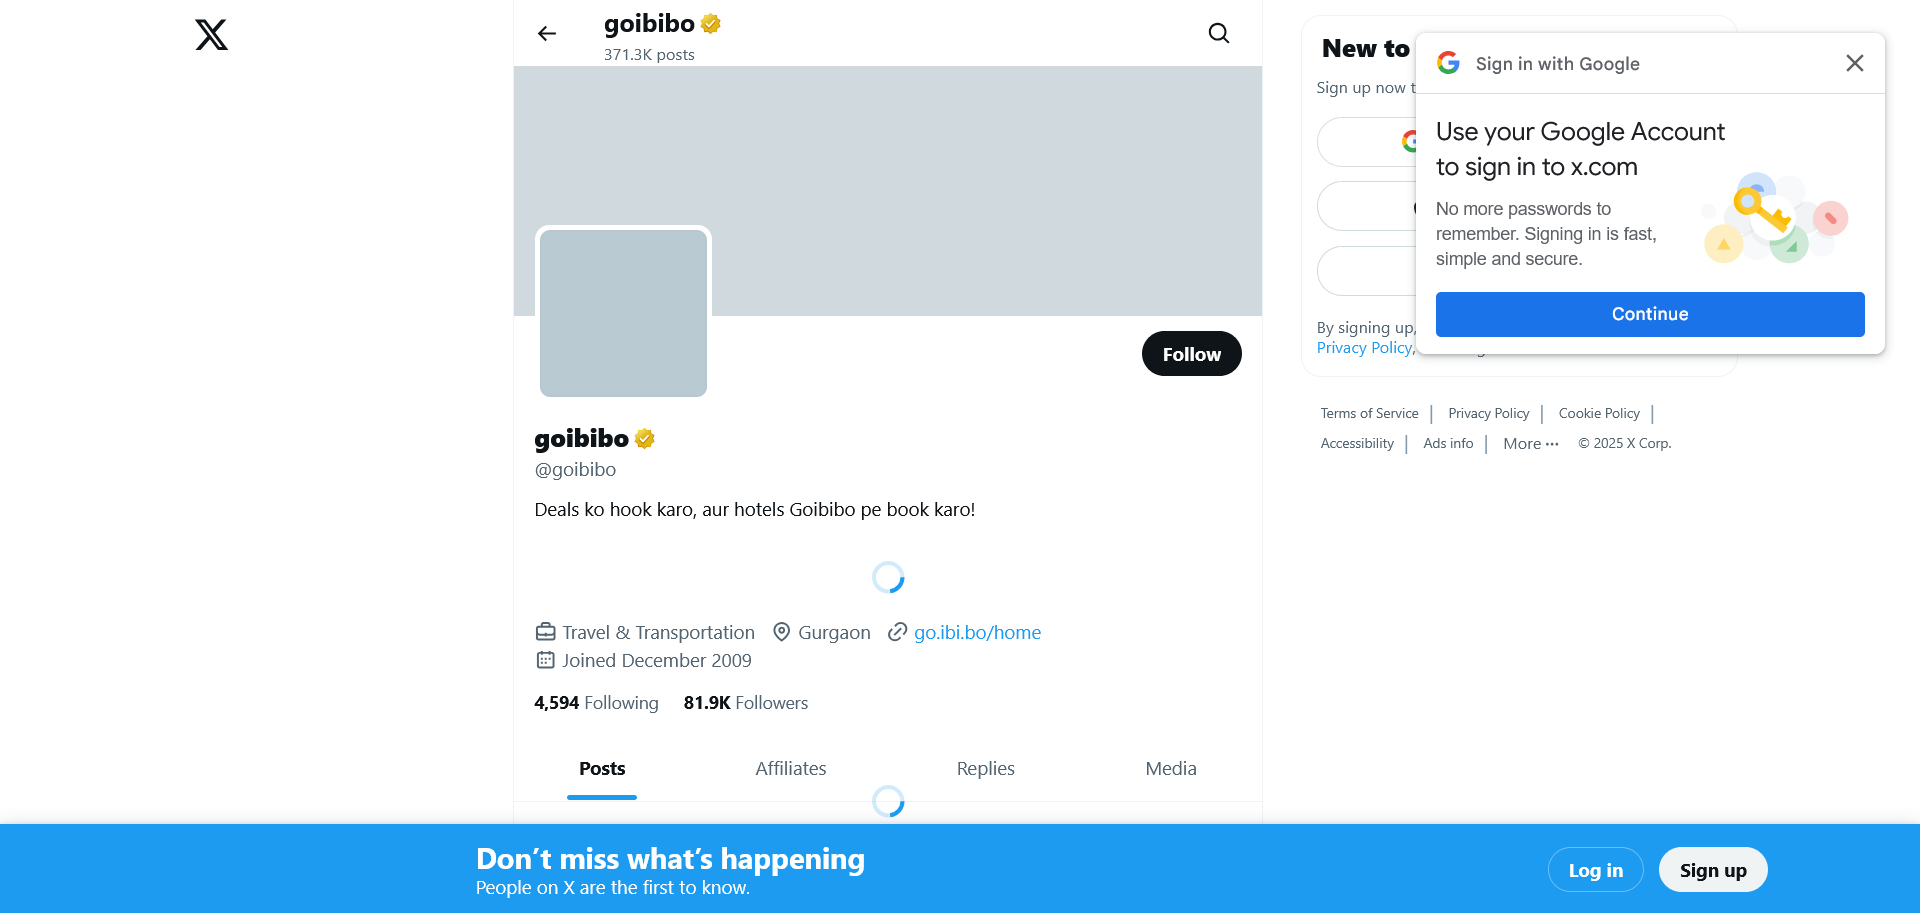 goibibo
371.3K posts
Follow
goibibo
@goibibo
Deals ko hook karo, aur hotels Goibibo pe book karo!
Travel & Transportation Gurgaon go.ibi.bo/home
Joined December 2009
4,594 Following 81.9K Followers
Posts Affiliates Replies Media
New to
Sign up now
By signing up,
Privacy Policy,
Sign in with Google
Use your Google Account
to sign in to x.com
No more passwords to
remember. Signing in is fast,
simple and secure.
Continue
Terms of Service | Privacy Policy | Cookie Policy |
Accessibility | Ads info | More ··· © 2025 X Corp.
Don’t miss what’s happening
People on X are the first to know.
Log in Sign up